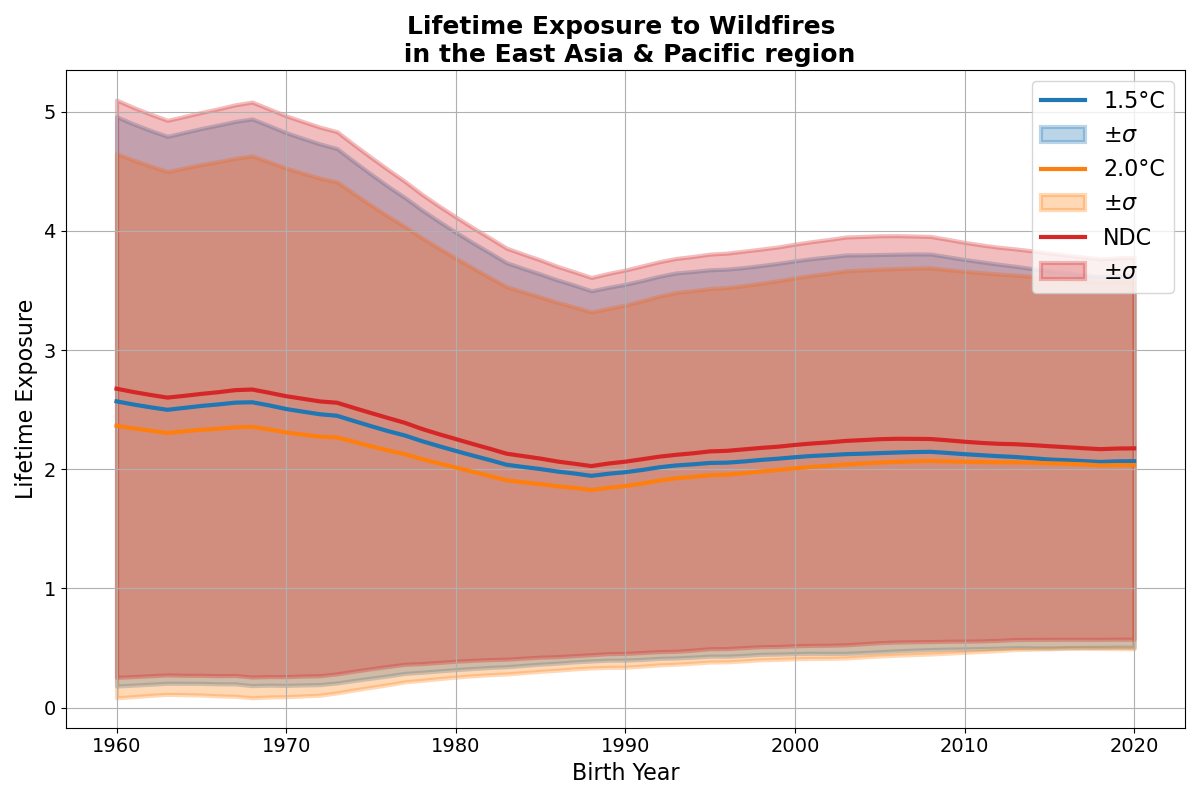 Lifetime Exposure to Wildfires
in the East Asia & Pacific region
Lifetime Exposure
5
4
3
2
1
0
1960 1970 1980 1990 2000 2010 2020
Birth Year
1.5°C
±σ
2.0°C
±σ
NDC
±σ